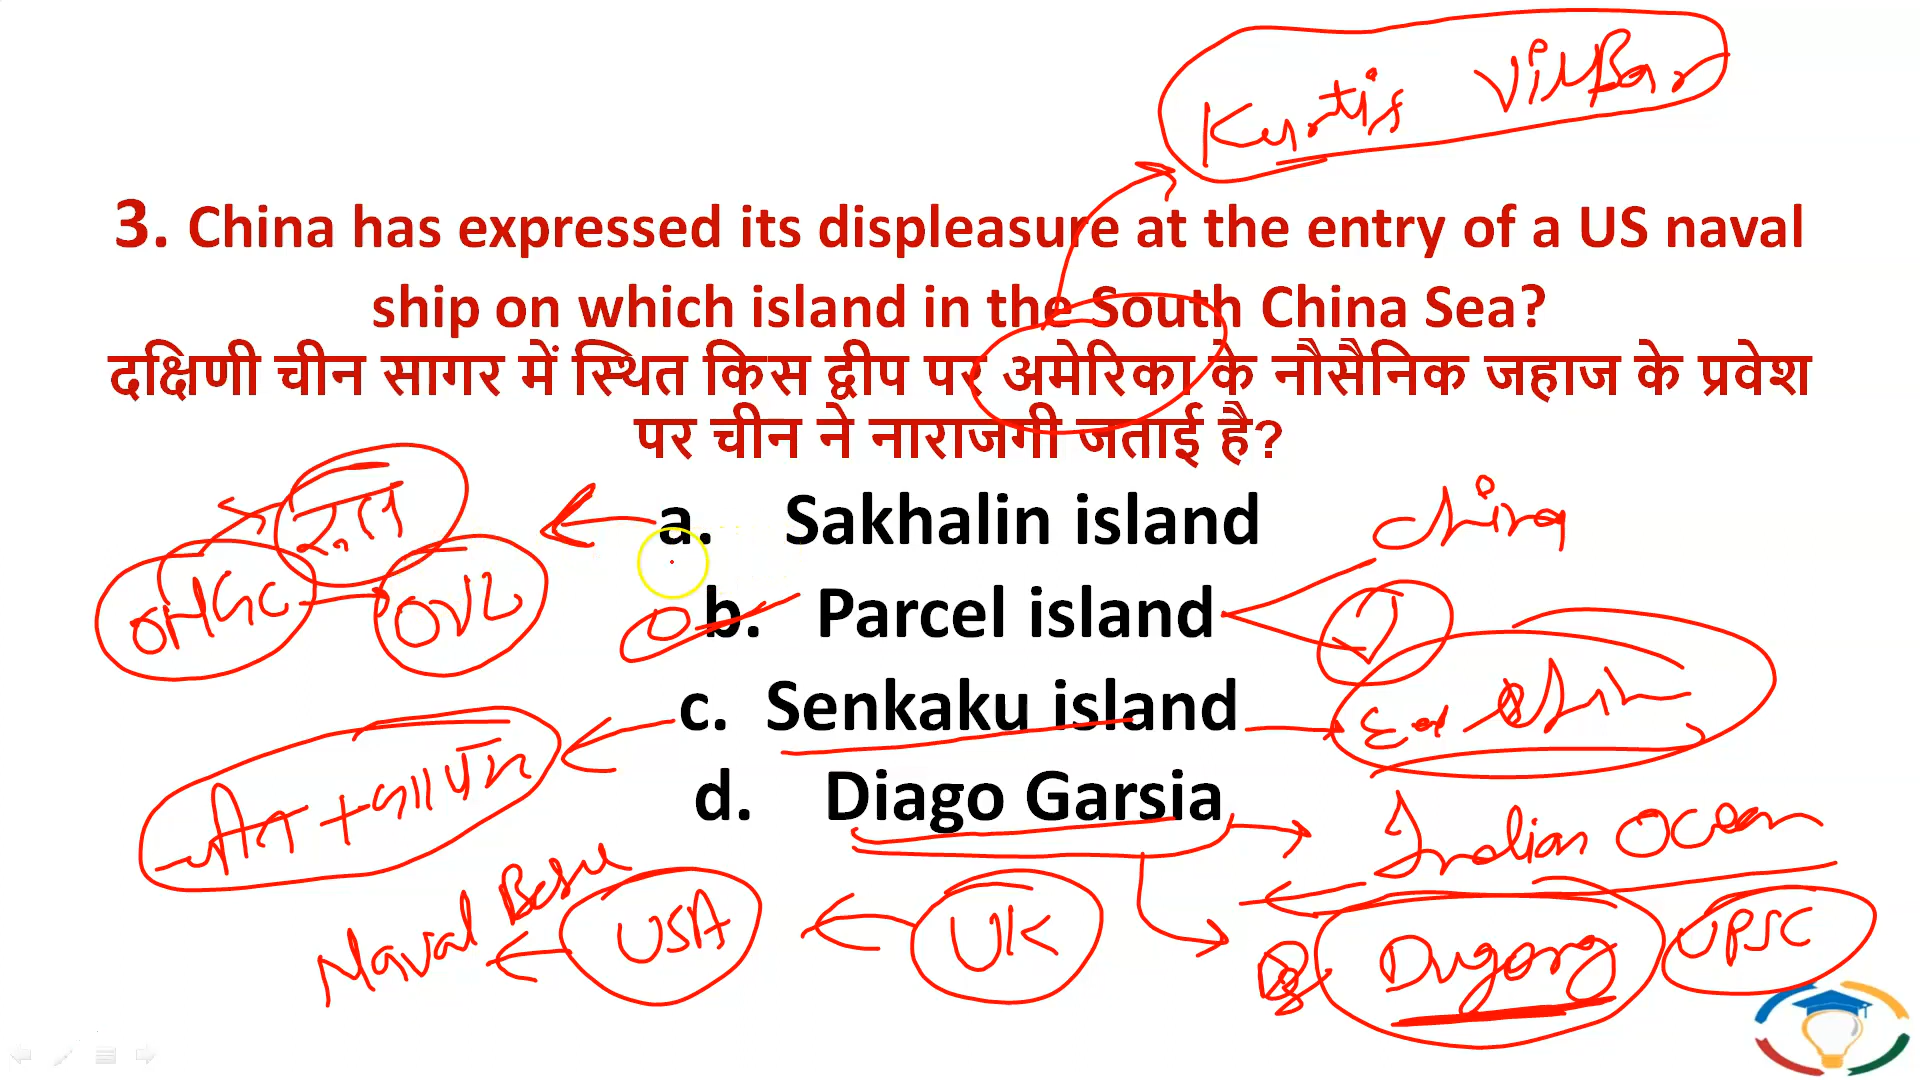 Kurtis VilBar
3. China has expressed its displeasure at the entry of a US naval
ship on which island in the South China Sea?
दक्षिणी चीन सागर में स्थित किस द्वीप पर अमेरिका के नौसैनिक जहाज के प्रवेश
पर चीन ने नाराजगी जताई है?
रूस
a. Sakhalin island
China
ONGC OVL
b. Parcel island
J
c. Senkaku island
चीन + जापान
d. Diago Garsia
Indian Ocean
Naval
USA
UK
Dugong
UPSC